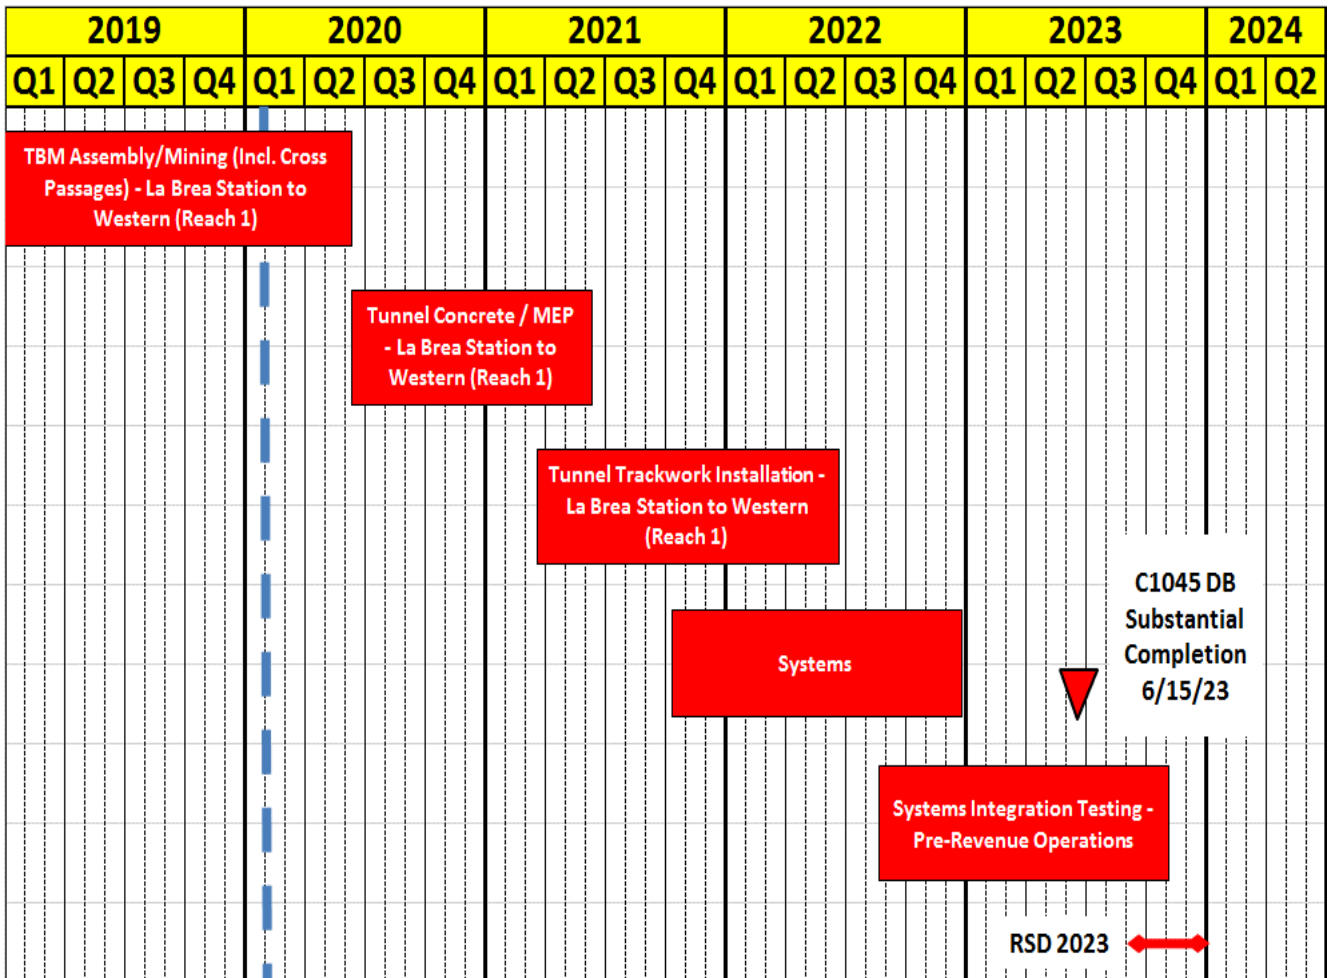 2019 2020 2021 2022 2023 2024
Q1 Q2 Q3 Q4 Q1 Q2 Q3 Q4 Q1 Q2 Q3 Q4 Q1 Q2 Q3 Q4 Q1 Q2 Q3 Q4 Q1 Q2
TBM Assembly/Mining (Incl. Cross
Passages) - La Brea Station to
Western (Reach 1)
Tunnel Concrete / MEP
- La Brea Station to
Western (Reach 1)
Tunnel Trackwork Installation -
La Brea Station to Western
(Reach 1)
C1045 DB
Substantial
Completion
6/15/23
Systems
Systems Integration Testing -
Pre-Revenue Operations
RSD 2023